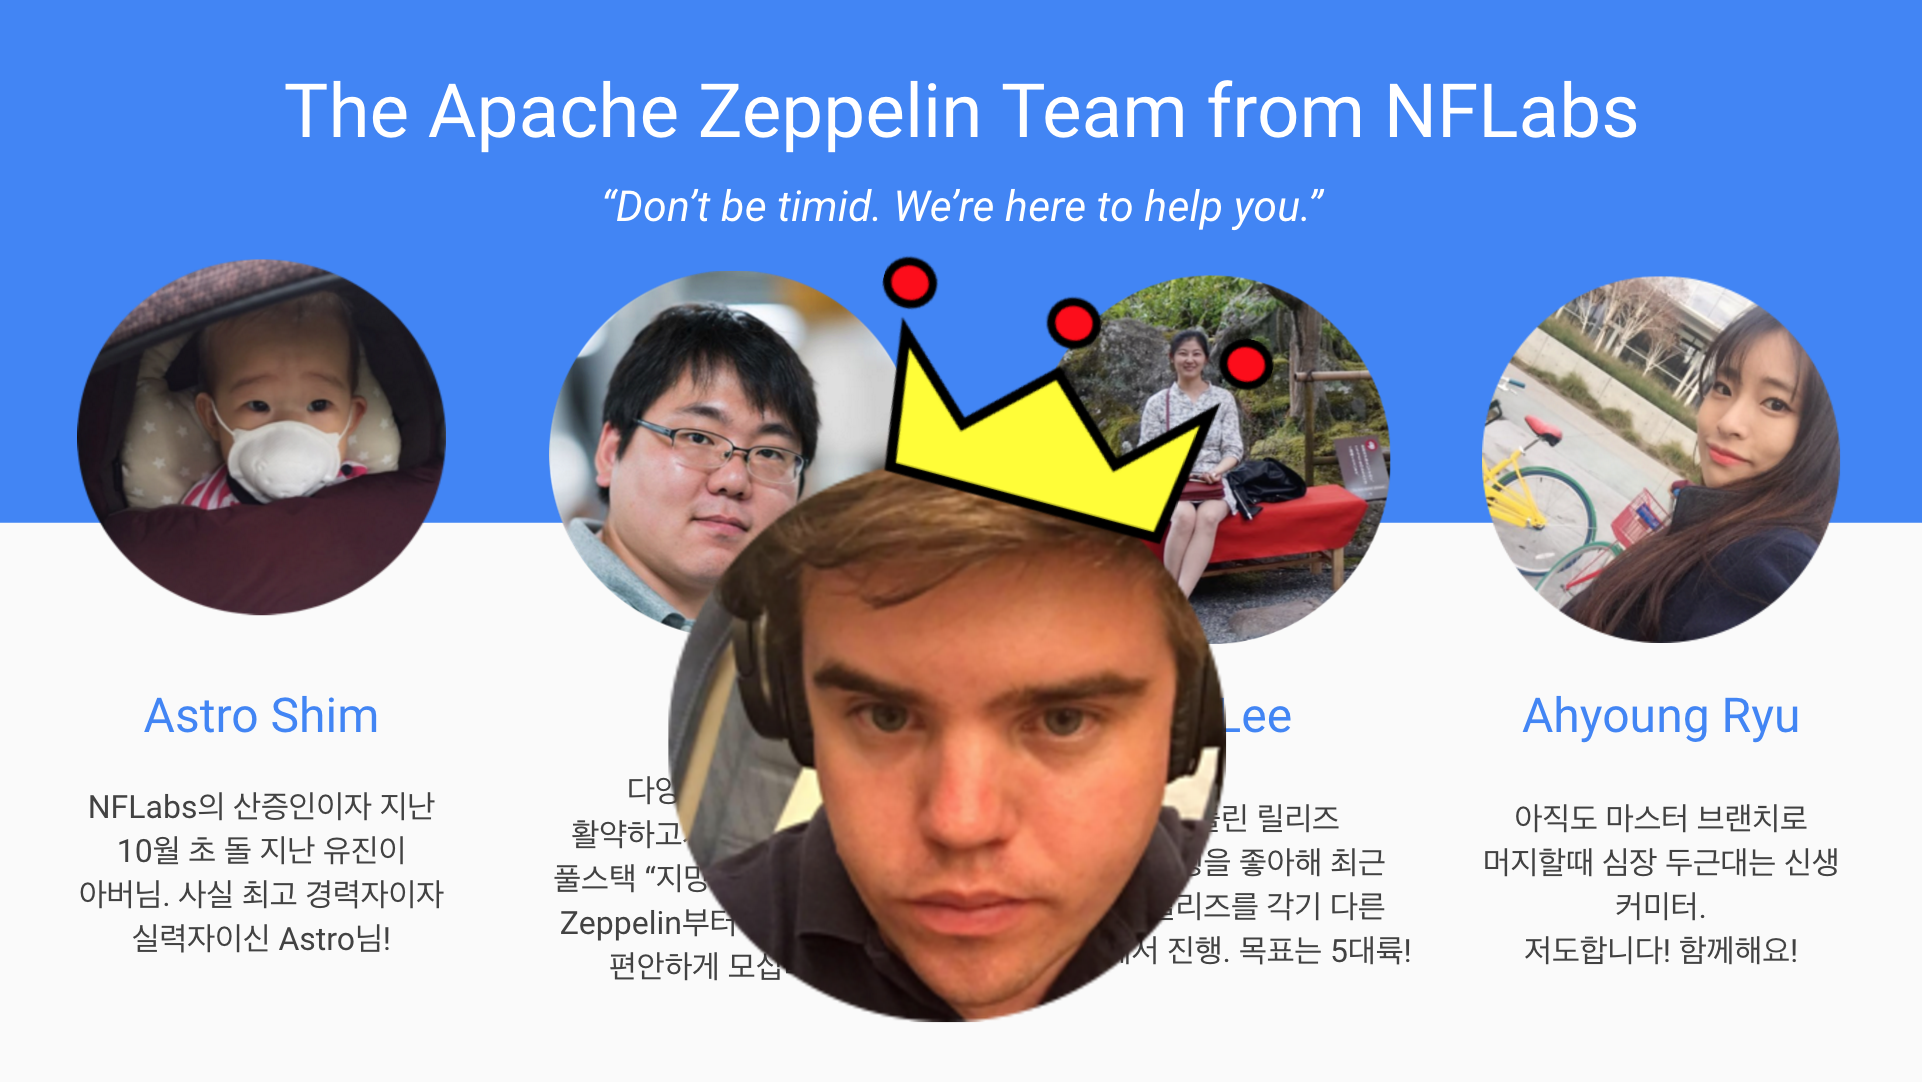 The Apache Zeppelin Team from NFLabs
“Don’t be timid. We’re here to help you.”
Astro Shim
NFLabs의 산증인이자 지난
10월 초 돌 지난 유진이
아버님. 사실 최고 경력자이자
실력자이신 Astro님!
활약하고
풀스택 “지망
Zeppelin부터
편안하게
Lee
릴리즈
좋아해 최근
각기 다른
진행. 목표는 5대륙!
Ahyoung Ryu
아직도 마스터 브랜치로
머지할때 심장 두근대는 신생
커미터.
저도합니다! 함께해요!